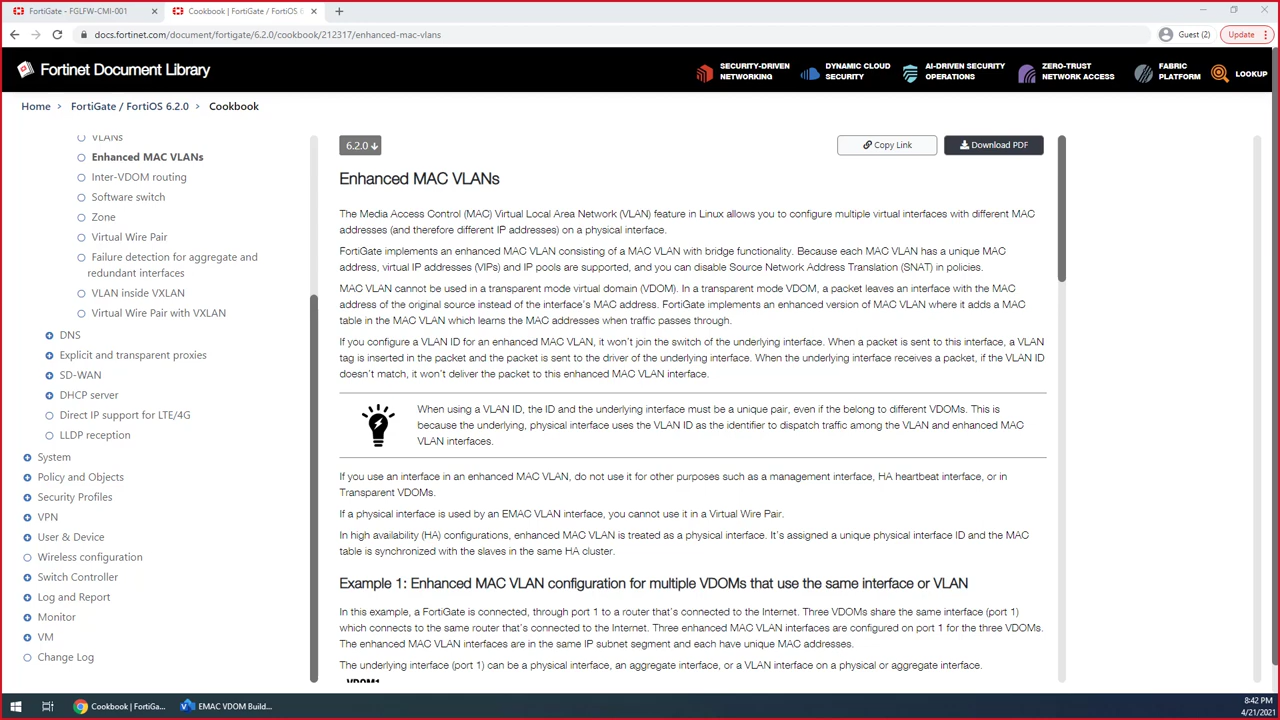 FortiGate - FGLFW-CMI-001
Cookbook | FortiGate / FortiOS 6.
docs.fortinet.com/document/fortigate/6.2.0/cookbook/212317/enhanced-mac-vlans
Guest (2)
Update
Fortinet Document Library
SECURITY-DRIVEN
NETWORKING
DYNAMIC CLOUD
SECURITY
AI-DRIVEN SECURITY
OPERATIONS
ZERO-TRUST
NETWORK ACCESS
FABRIC
PLATFORM
LOOKUP
Home > FortiGate / FortiOS 6.2.0 > Cookbook
VLANs
Enhanced MAC VLANs
Inter-VDOM routing
Software switch
Zone
Virtual Wire Pair
Failure detection for aggregate and
redundant interfaces
VLAN inside VXLAN
Virtual Wire Pair with VXLAN
DNS
Explicit and transparent proxies
SD-WAN
DHCP server
Direct IP support for LTE/4G
LLDP reception
System
Policy and Objects
Security Profiles
VPN
User & Device
Wireless configuration
Switch Controller
Log and Report
Monitor
VM
Change Log
6.2.0
Copy Link
Download PDF
Enhanced MAC VLANs
The Media Access Control (MAC) Virtual Local Area Network (VLAN) feature in Linux allows you to configure multiple virtual interfaces with different MAC
addresses (and therefore different IP addresses) on a physical interface.
FortiGate implements an enhanced MAC VLAN consisting of a MAC VLAN with bridge functionality. Because each MAC VLAN has a unique MAC
address, virtual IP addresses (VIPs) and IP pools are supported, and you can disable Source Network Address Translation (SNAT) in policies.
MAC VLAN cannot be used in a transparent mode virtual domain (VDOM). In a transparent mode VDOM, a packet leaves an interface with the MAC
address of the original source instead of the interface's MAC address. FortiGate implements an enhanced version of MAC VLAN where it adds a MAC
table in the MAC VLAN which learns the MAC addresses when traffic passes through.
If you configure a VLAN ID for an enhanced MAC VLAN, it won't join the switch of the underlying interface. When a packet is sent to this interface, a VLAN
tag is inserted in the packet and the packet is sent to the driver of the underlying interface. When the underlying interface receives a packet, if the VLAN ID
doesn't match, it won't deliver the packet to this enhanced MAC VLAN interface.
When using a VLAN ID, the ID and the underlying interface must be a unique pair, even if the belong to different VDOMs. This is
because the underlying, physical interface uses the VLAN ID as the identifier to dispatch traffic among the VLAN and enhanced MAC
VLAN interfaces.
If you use an interface in an enhanced MAC VLAN, do not use it for other purposes such as a management interface, HA heartbeat interface, or in
Transparent VDOMs.
If a physical interface is used by an EMAC VLAN interface, you cannot use it in a Virtual Wire Pair.
In high availability (HA) configurations, enhanced MAC VLAN is treated as a physical interface. It's assigned a unique physical interface ID and the MAC
table is synchronized with the slaves in the same HA cluster.
Example 1: Enhanced MAC VLAN configuration for multiple VDOMs that use the same interface or VLAN
In this example, a FortiGate is connected, through port 1 to a router that's connected to the Internet. Three VDOMs share the same interface (port 1)
which connects to the same router that's connected to the Internet. Three enhanced MAC VLAN interfaces are configured on port 1 for the three VDOMs.
The enhanced MAC VLAN interfaces are in the same IP subnet segment and each have unique MAC addresses.
The underlying interface (port 1) can be a physical interface, an aggregate interface, or a VLAN interface on a physical or aggregate interface.
VDOM1
Cookbook | FortiGa...
EMAC VDOM Build...
8:42 PM
4/21/2021